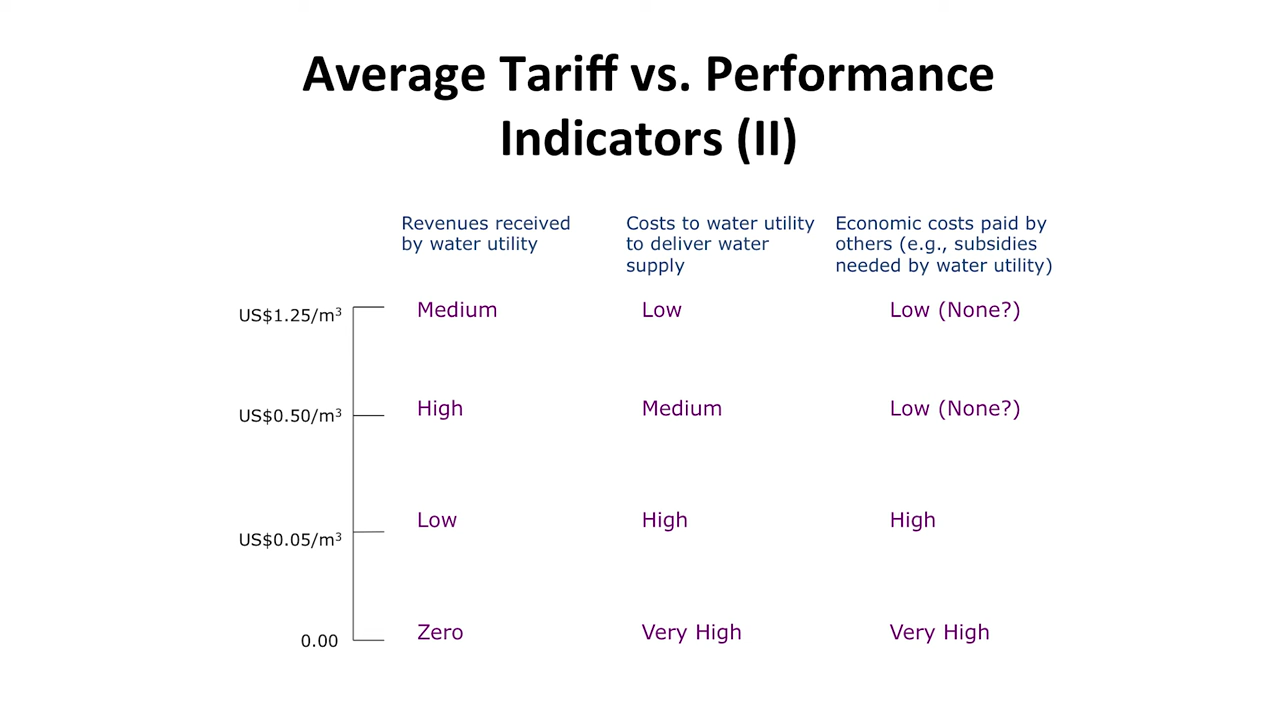 Average Tariff vs. Performance
Indicators (II)
Revenues received
by water utility
Costs to water utility
to deliver water
supply
Economic costs paid by
others (e.g., subsidies
needed by water utility)
US$1.25/m³ Medium Low Low (None?)
US$0.50/m³ High Medium Low (None?)
US$0.05/m³ Low High High
0.00 Zero Very High Very High